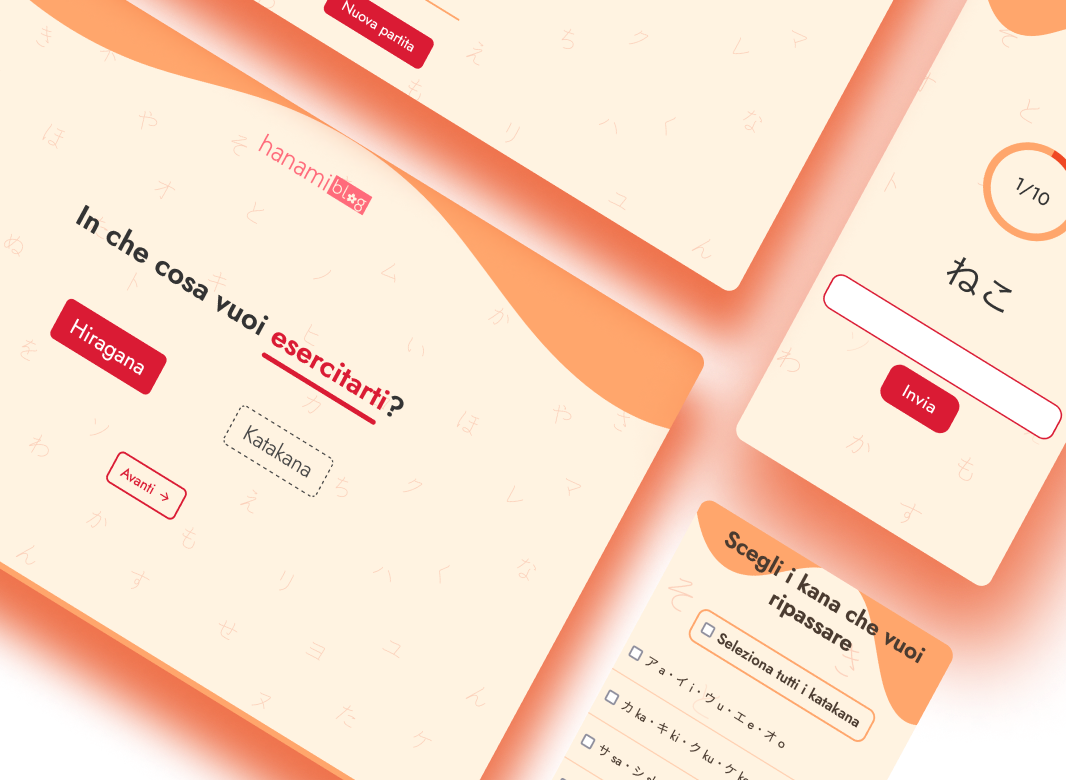 Nuova partita
hanami blog
In che cosa vuoi esercitarti?
Hiragana
Katakana
Avanti →
1/10
ねこ
Invia
Scegli i kana che vuoi
ripassare
Seleziona tutti i katakana
ア a · イ i · ウ u · エ e · オ o
カ ka · キ ki · ク ku · ケ
サ sa · シ